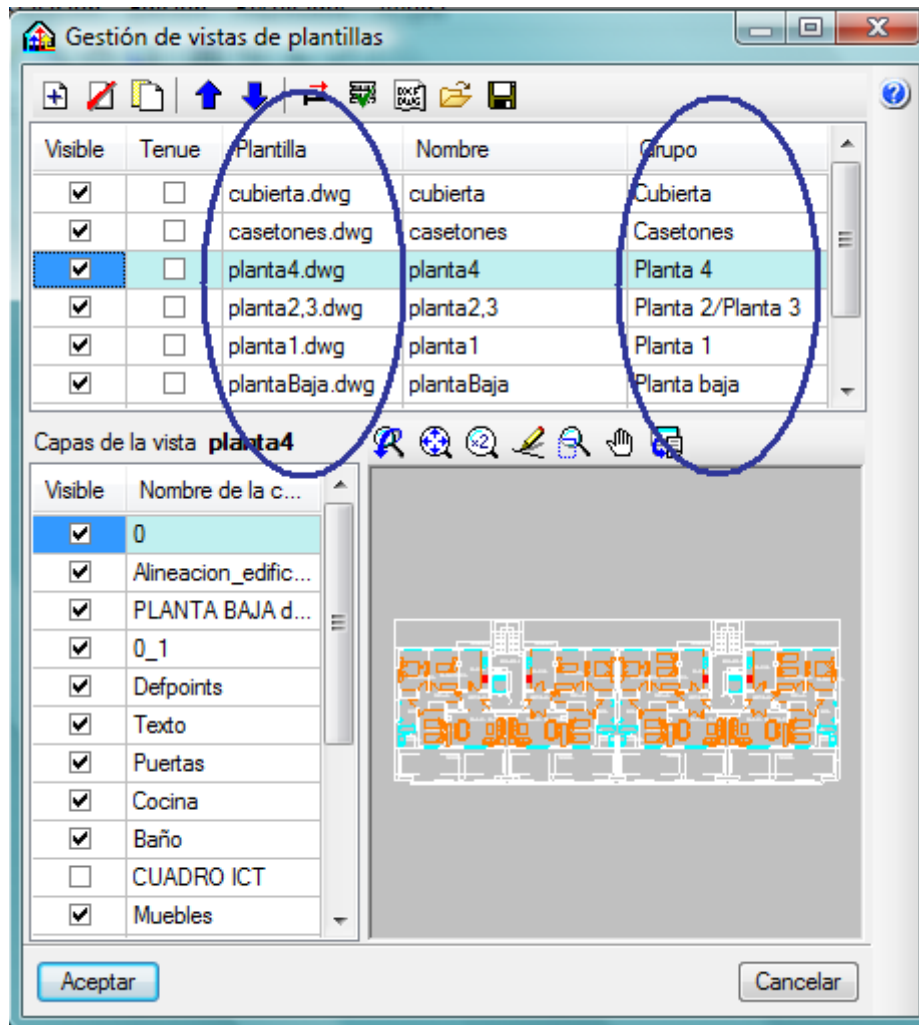 Gestión de vistas de plantillas
DXF DWG
Visible Tenue Plantilla Nombre Grupo
cubierta.dwg cubierta Cubierta
casetones.dwg casetones Casetones
planta4.dwg planta4 Planta 4
planta2,3.dwg planta2,3 Planta 2/Planta 3
planta1.dwg planta1 Planta 1
plantaBaja.dwg plantaBaja Planta baja
Capas de la vista planta4
x2
Visible Nombre de la c...
0
Alineacion_edific...
PLANTA BAJA d...
0_1
Defpoints
Texto
Puertas
Cocina
Baño
CUADRO ICT
Muebles
Aceptar Cancelar